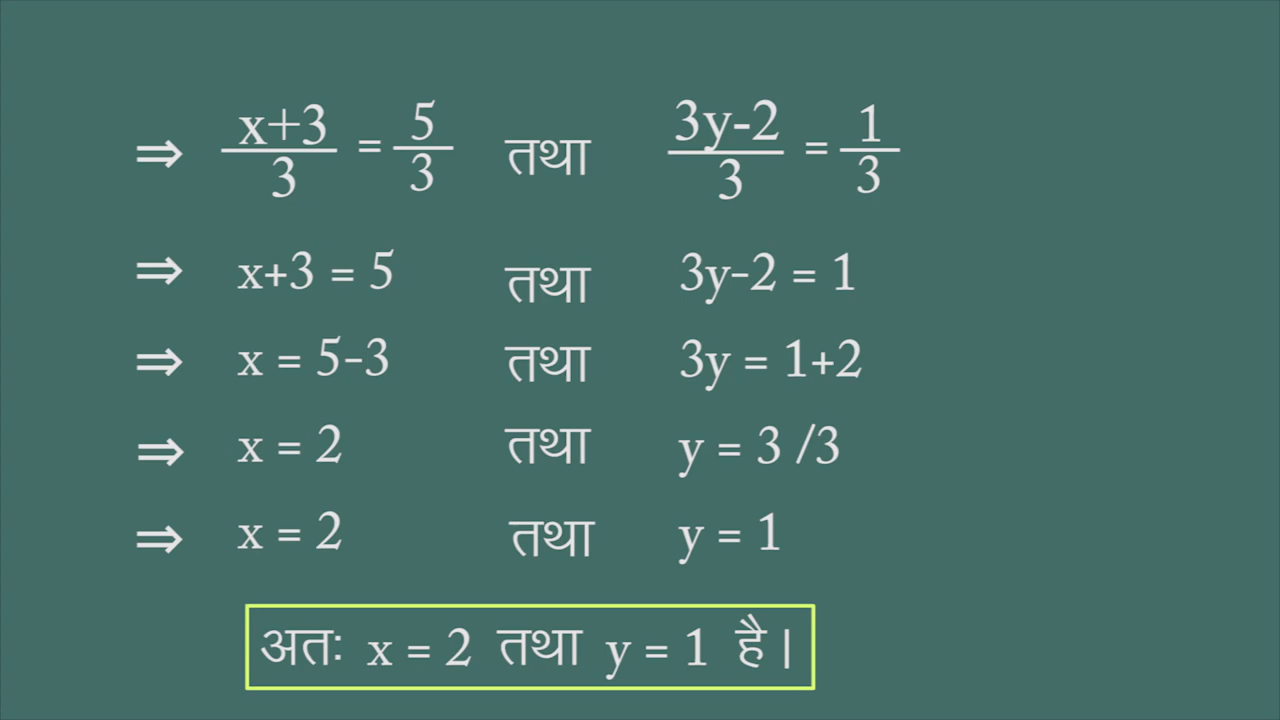 ⇒ x+3/3 = 5/3 तथा 3y-2/3 = 1/3
⇒ x+3 = 5 तथा 3y-2 = 1
⇒ x = 5-3 तथा 3y = 1+2
⇒ x = 2 तथा y = 3 /3
⇒ x = 2 तथा y = 1
अतः x = 2 तथा y = 1 है |